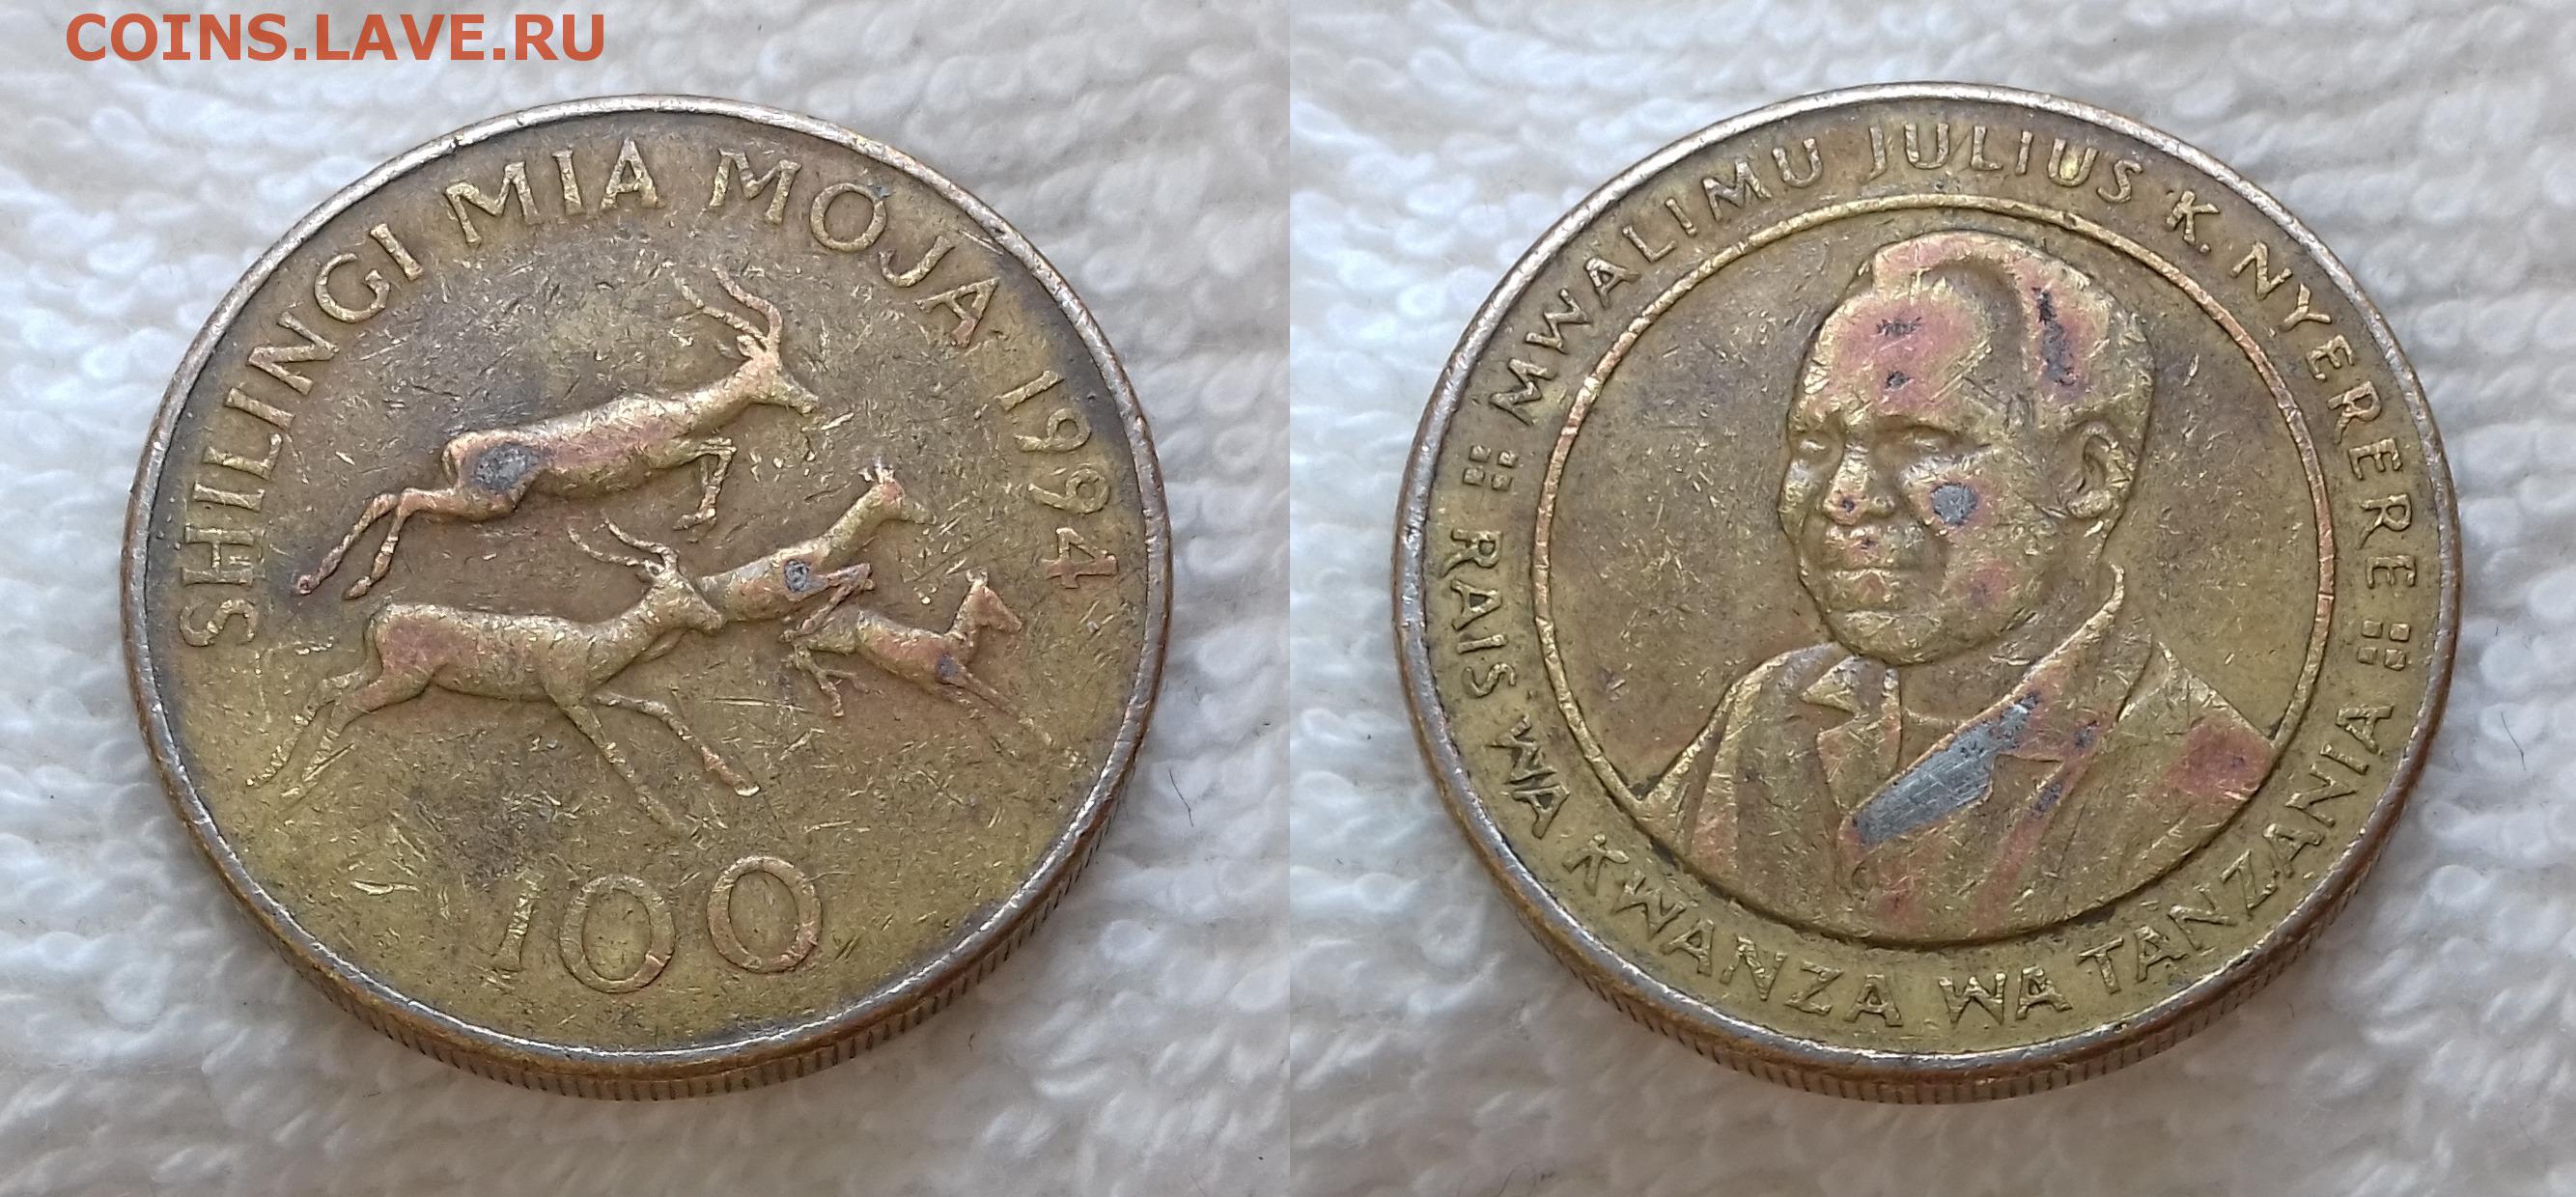 COINS.LAVE.RU
SHILINGI MIA MOJA 1994
100
MWALIMU JULIUS K. NYERERE
RAIS WA KWANZA WA TANZANIA